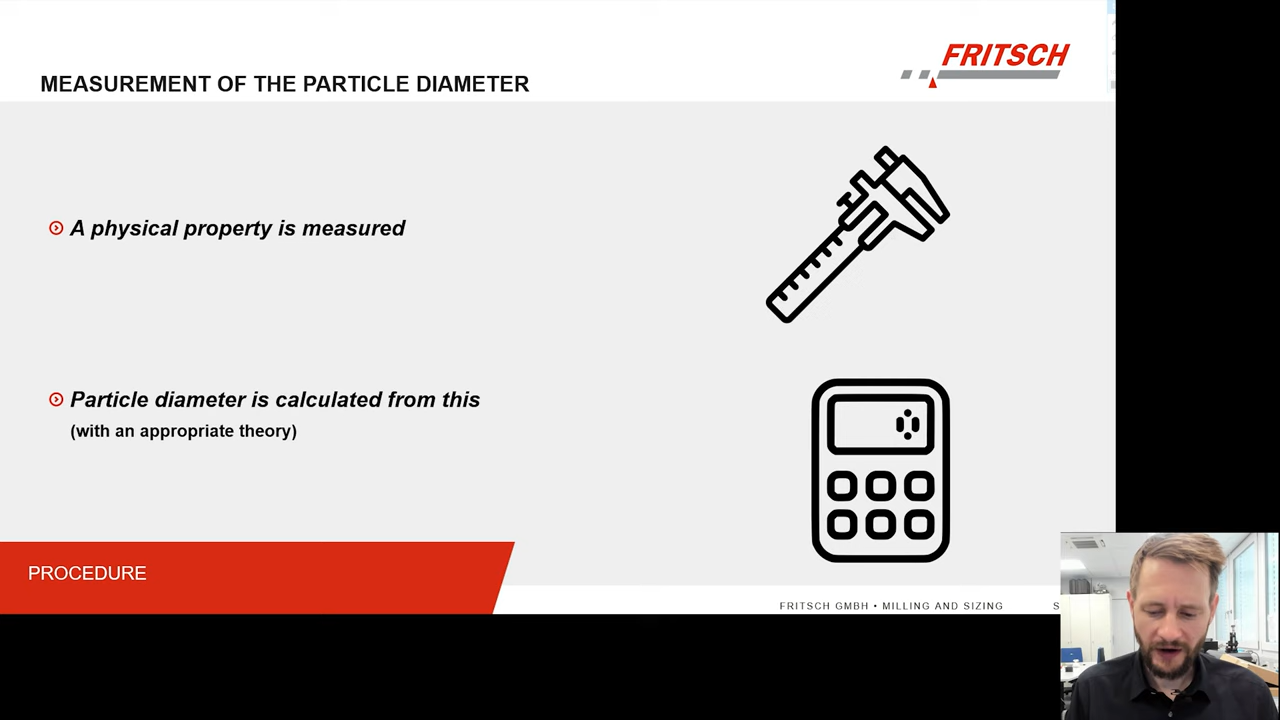 FRITSCH
MEASUREMENT OF THE PARTICLE DIAMETER
A physical property is measured
Particle diameter is calculated from this
(with an appropriate theory)
PROCEDURE
FRITSCH GMBH • MILLING AND SIZING
S